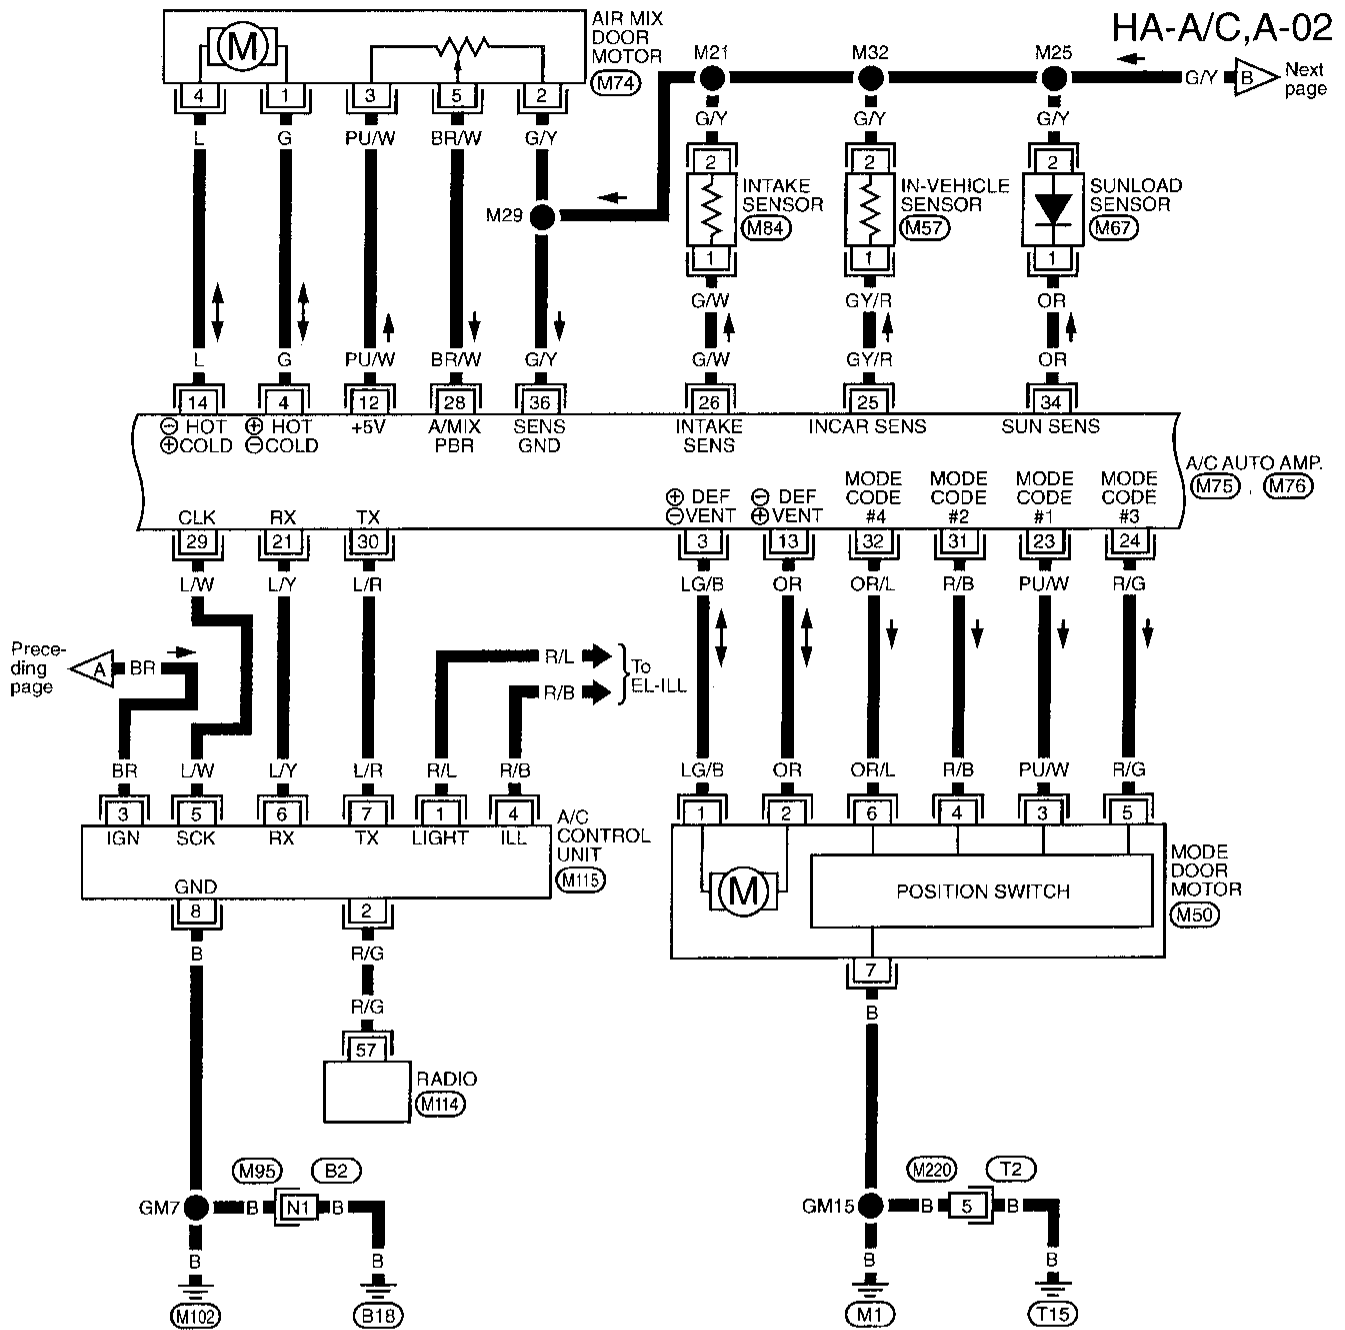 HA-A/C,A-02
AIR MIX
DOOR
MOTOR
M74
M
4 1 3 5 2
L G PU/W BR/W G/Y
M21 M32 M25
G/Y B Next
page
G/Y G/Y G/Y
2 2 2
INTAKE
SENSOR
M84
IN-VEHICLE
SENSOR
M57
SUNLOAD
SENSOR
M67
M29
1 1 1
G/W GY/R OR
L G PU/W BR/W G/Y G/W GY/R OR
14 4 12 28 36 26 25 34
⊖ HOT
⊕ COLD
⊕ HOT
⊖ COLD
+5V
A/MIX
PBR
SENS
GND
INTAKE
SENS
INCAR SENS
SUN SENS
A/C AUTO AMP.
M75 , M76
CLK RX TX
⊕ DEF
⊖ VENT
⊖ DEF
⊕ VENT
MODE
CODE
#4
MODE
CODE
#2
MODE
CODE
#1
MODE
CODE
#3
29 21 30 3 13 32 31 23 24
L/W L/Y L/R LG/B OR OR/L R/B PU/W R/G
Prece-
ding
page
A BR
R/L
R/B
To
EL-ILL
BR L/W L/Y L/R R/L R/B LG/B OR OR/L R/B PU/W R/G
3 5 6 7 1 4 1 2 6 4 3 5
IGN SCK RX TX LIGHT ILL
A/C
CONTROL
UNIT
M115
GND
8 2
M
POSITION SWITCH
MODE
DOOR
MOTOR
M50
7
B R/G B
R/G
57
RADIO
M114
M95 B2
GM7 B N1 B
B B
M102 B18
M220 T2
GM15 B 5 B
B B
M1 T15